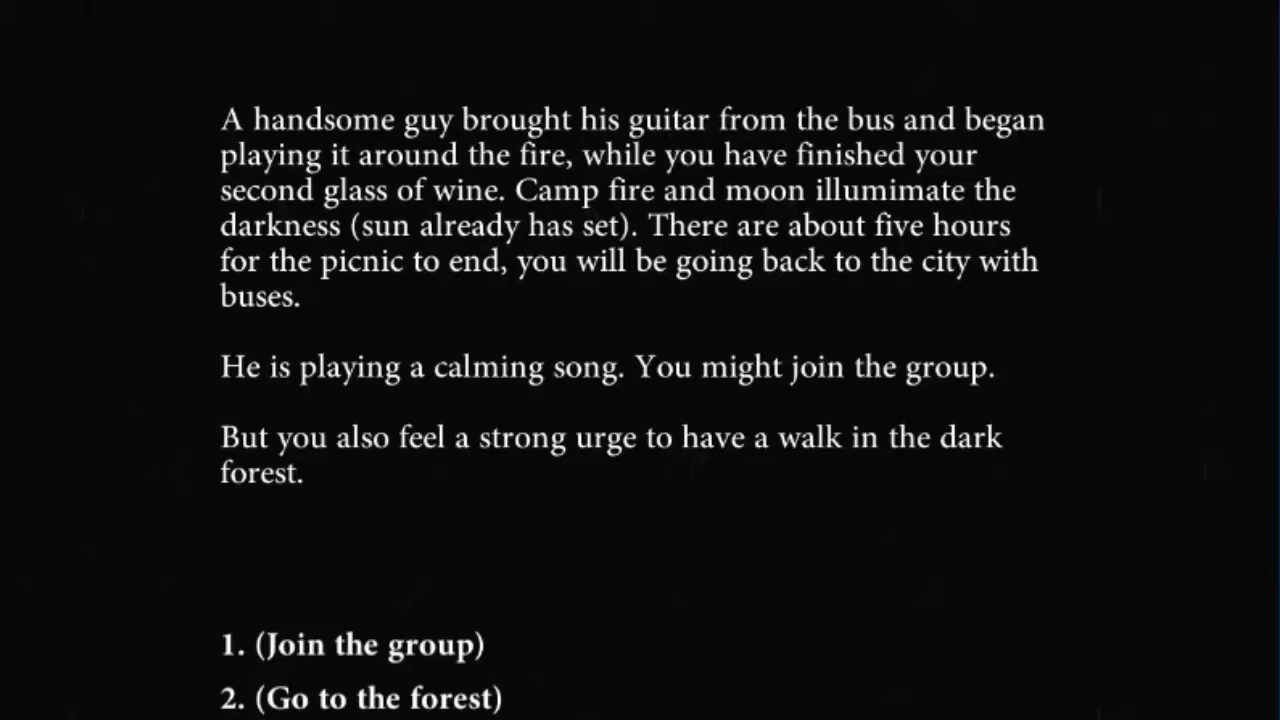 A handsome guy brought his guitar from the bus and began
playing it around the fire, while you have finished your
second glass of wine. Camp fire and moon illumimate the
darkness (sun already has set). There are about five hours
for the picnic to end, you will be going back to the city with
buses.
He is playing a calming song. You might join the group.
But you also feel a strong urge to have a walk in the dark
forest.
1. (Join the group)
2. (Go to the forest)